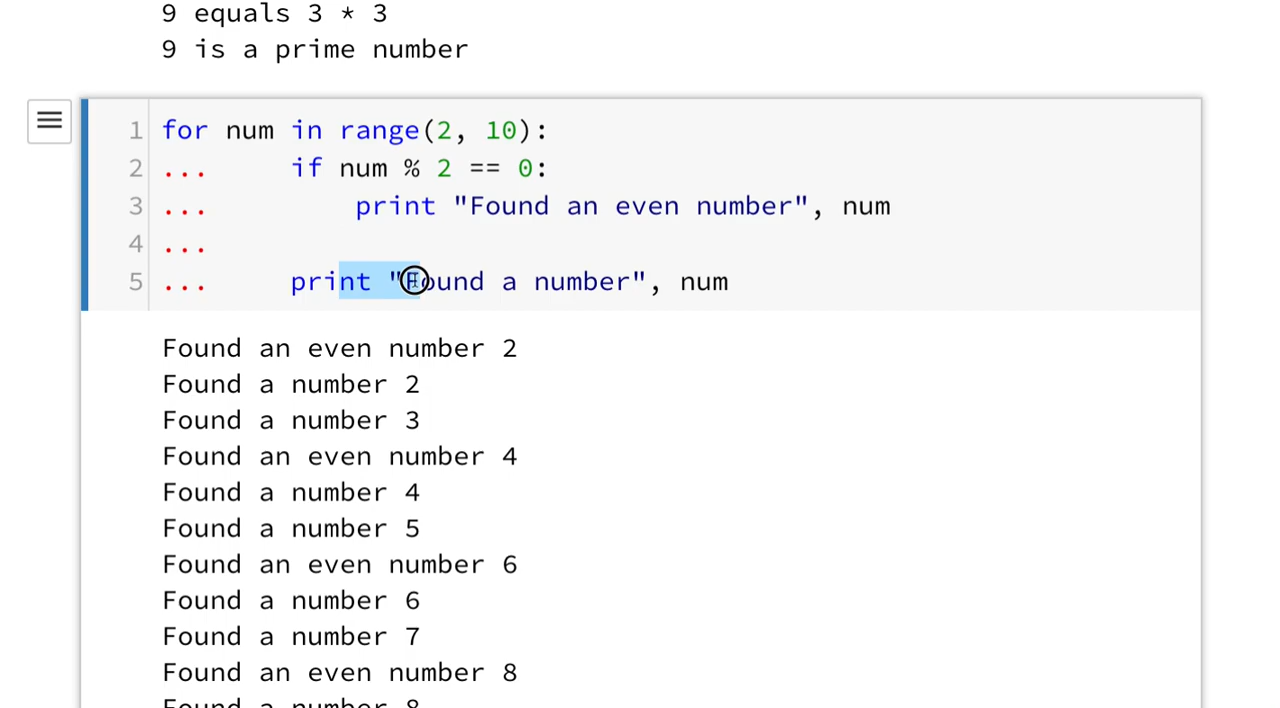 9 equals 3 * 3
9 is a prime number
1 for num in range(2, 10):
2 ... if num % 2 == 0:
3 ... print "Found an even number", num
4 ...
5 ... print "Found a number", num
Found an even number 2
Found a number 2
Found a number 3
Found an even number 4
Found a number 4
Found a number 5
Found an even number 6
Found a number 6
Found a number 7
Found an even number 8
Found a number 8